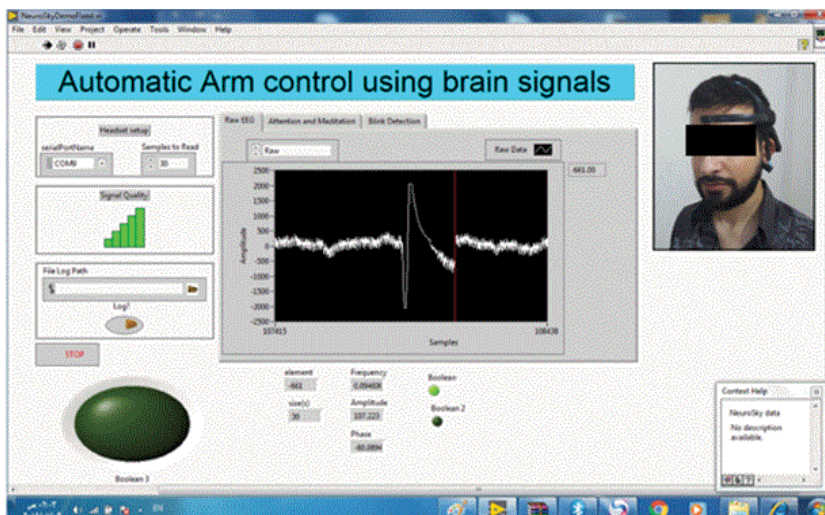 NeuroSkyDemoFixed.vi
File Edit View Project Operate Tools Window Help
Automatic Arm control using brain signals
Headset setup
serialPortName
Samples to Read
COM9
30
Signal Quality
File Log Path
Log?
STOP
Raw EEG
Attention and Meditation
Blink Detection
Raw
Raw Data
-661.00
Amplitude
2500
2000
1500
1000
500
0
-500
-1000
-1500
-2000
-2500
107415
108438
Samples
element
-661
size(s)
30
Frequency
0.094606
Amplitude
107.223
Phase
-80.0894
Boolean
Boolean 2
Boolean 3
Context Help
NeuroSky data
No description
available.
EN